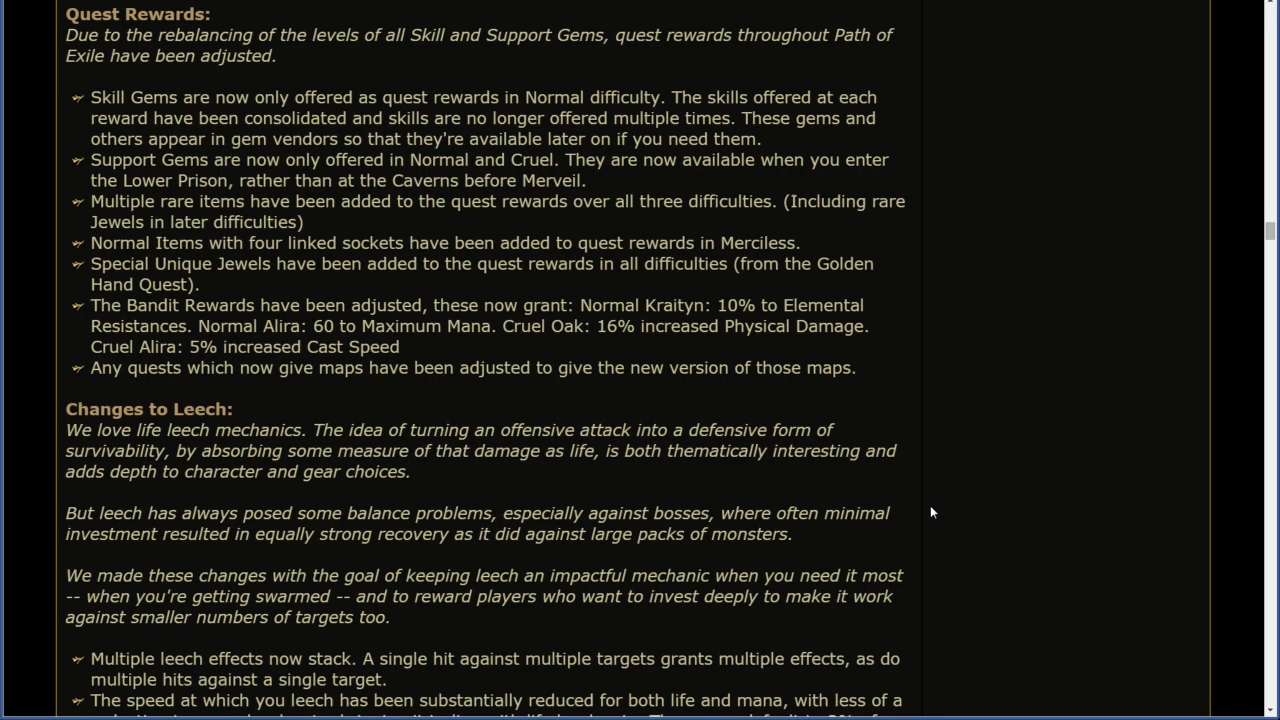 Quest Rewards:
Due to the rebalancing of the levels of all Skill and Support Gems, quest rewards throughout Path of
Exile have been adjusted.
Skill Gems are now only offered as quest rewards in Normal difficulty. The skills offered at each
reward have been consolidated and skills are no longer offered multiple times. These gems and
others appear in gem vendors so that they're available later on if you need them.
Support Gems are now only offered in Normal and Cruel. They are now available when you enter
the Lower Prison, rather than at the Caverns before Merveil.
Multiple rare items have been added to the quest rewards over all three difficulties. (Including rare
Jewels in later difficulties)
Normal Items with four linked sockets have been added to quest rewards in Merciless.
Special Unique Jewels have been added to the quest rewards in all difficulties (from the Golden
Hand Quest).
The Bandit Rewards have been adjusted, these now grant: Normal Kraityn: 10% to Elemental
Resistances. Normal Alira: 60 to Maximum Mana. Cruel Oak: 16% increased Physical Damage.
Cruel Alira: 5% increased Cast Speed
Any quests which now give maps have been adjusted to give the new version of those maps.
Changes to Leech:
We love life leech mechanics. The idea of turning an offensive attack into a defensive form of
survivability, by absorbing some measure of that damage as life, is both thematically interesting and
adds depth to character and gear choices.
But leech has always posed some balance problems, especially against bosses, where often minimal
investment resulted in equally strong recovery as it did against large packs of monsters.
We made these changes with the goal of keeping leech an impactful mechanic when you need it most
-- when you're getting swarmed -- and to reward players who want to invest deeply to make it work
against smaller numbers of targets too.
Multiple leech effects now stack. A single hit against multiple targets grants multiple effects, as do
multiple hits against a single target.
The speed at which you leech has been substantially reduced for both life and mana, with less of a